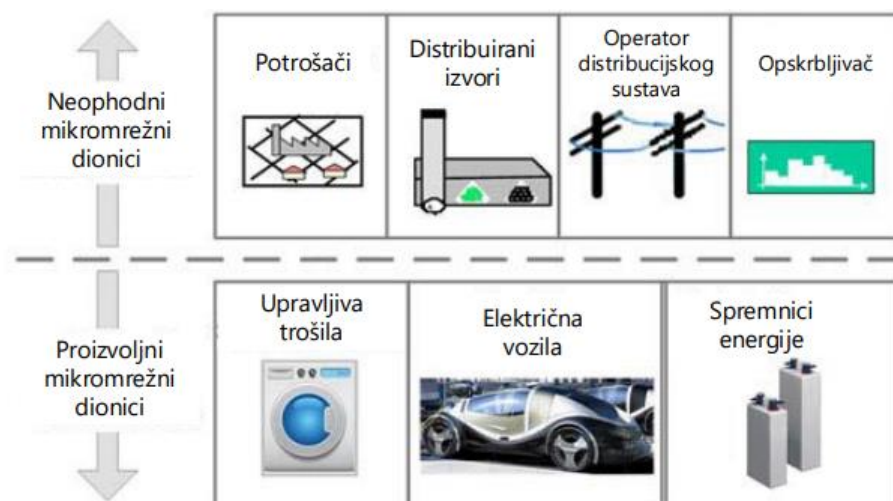 Neophodni
mikromrežni
dionici
Potrošači
Distribuirani
izvori
Operator
distribucijskog
sustava
Opskrbljivač
Proizvoljni
mikromrežni
dionici
Upravljiva
trošila
Električna
vozila
Spremnici
energije